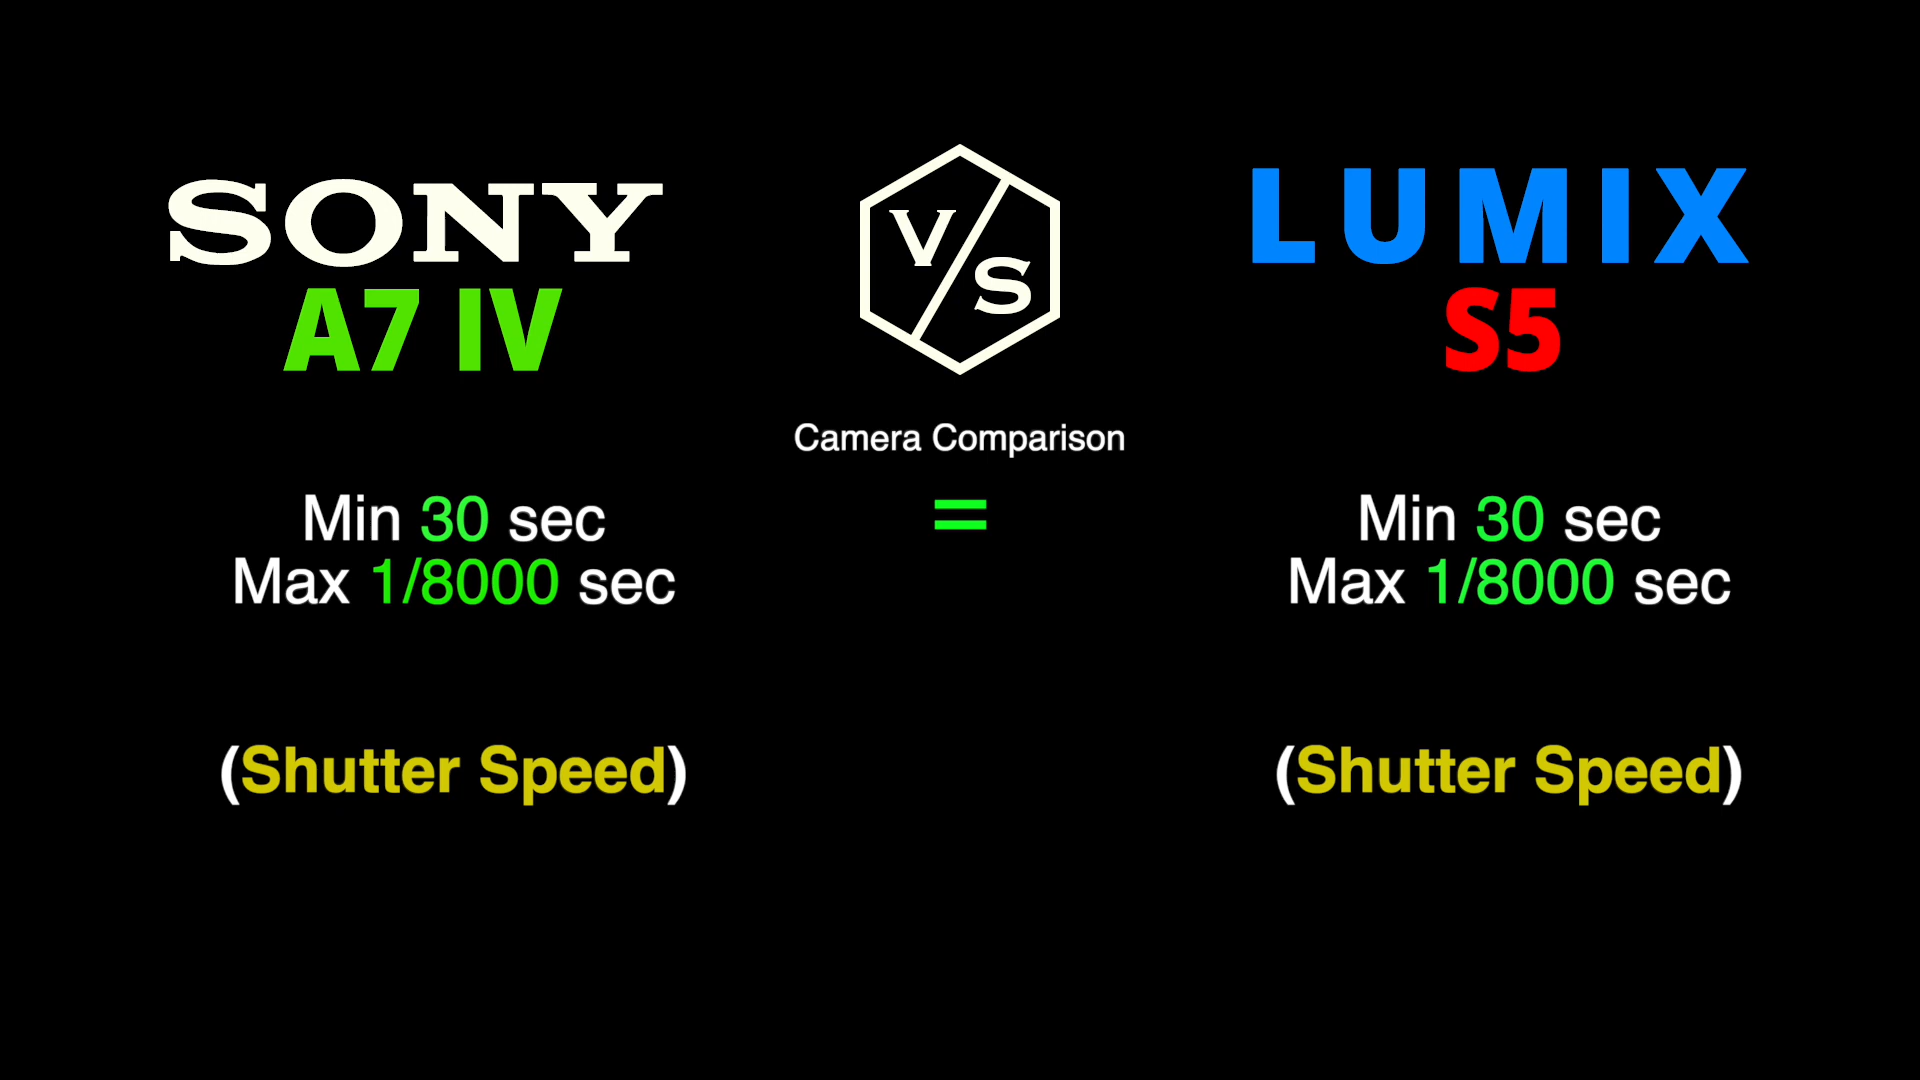 SONY
A7 IV
VS
LUMIX
S5
Camera Comparison
=
Min 30 sec
Max 1/8000 sec
Min 30 sec
Max 1/8000 sec
(Shutter Speed)
(Shutter Speed)